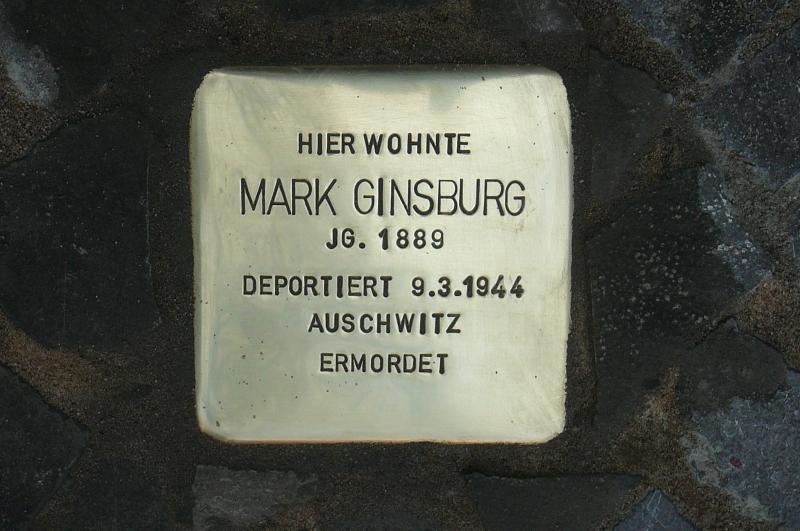 HIER WOHNTE
MARK GINSBURG
JG. 1889
DEPORTIERT 9.3.1944
AUSCHWITZ
ERMORDET